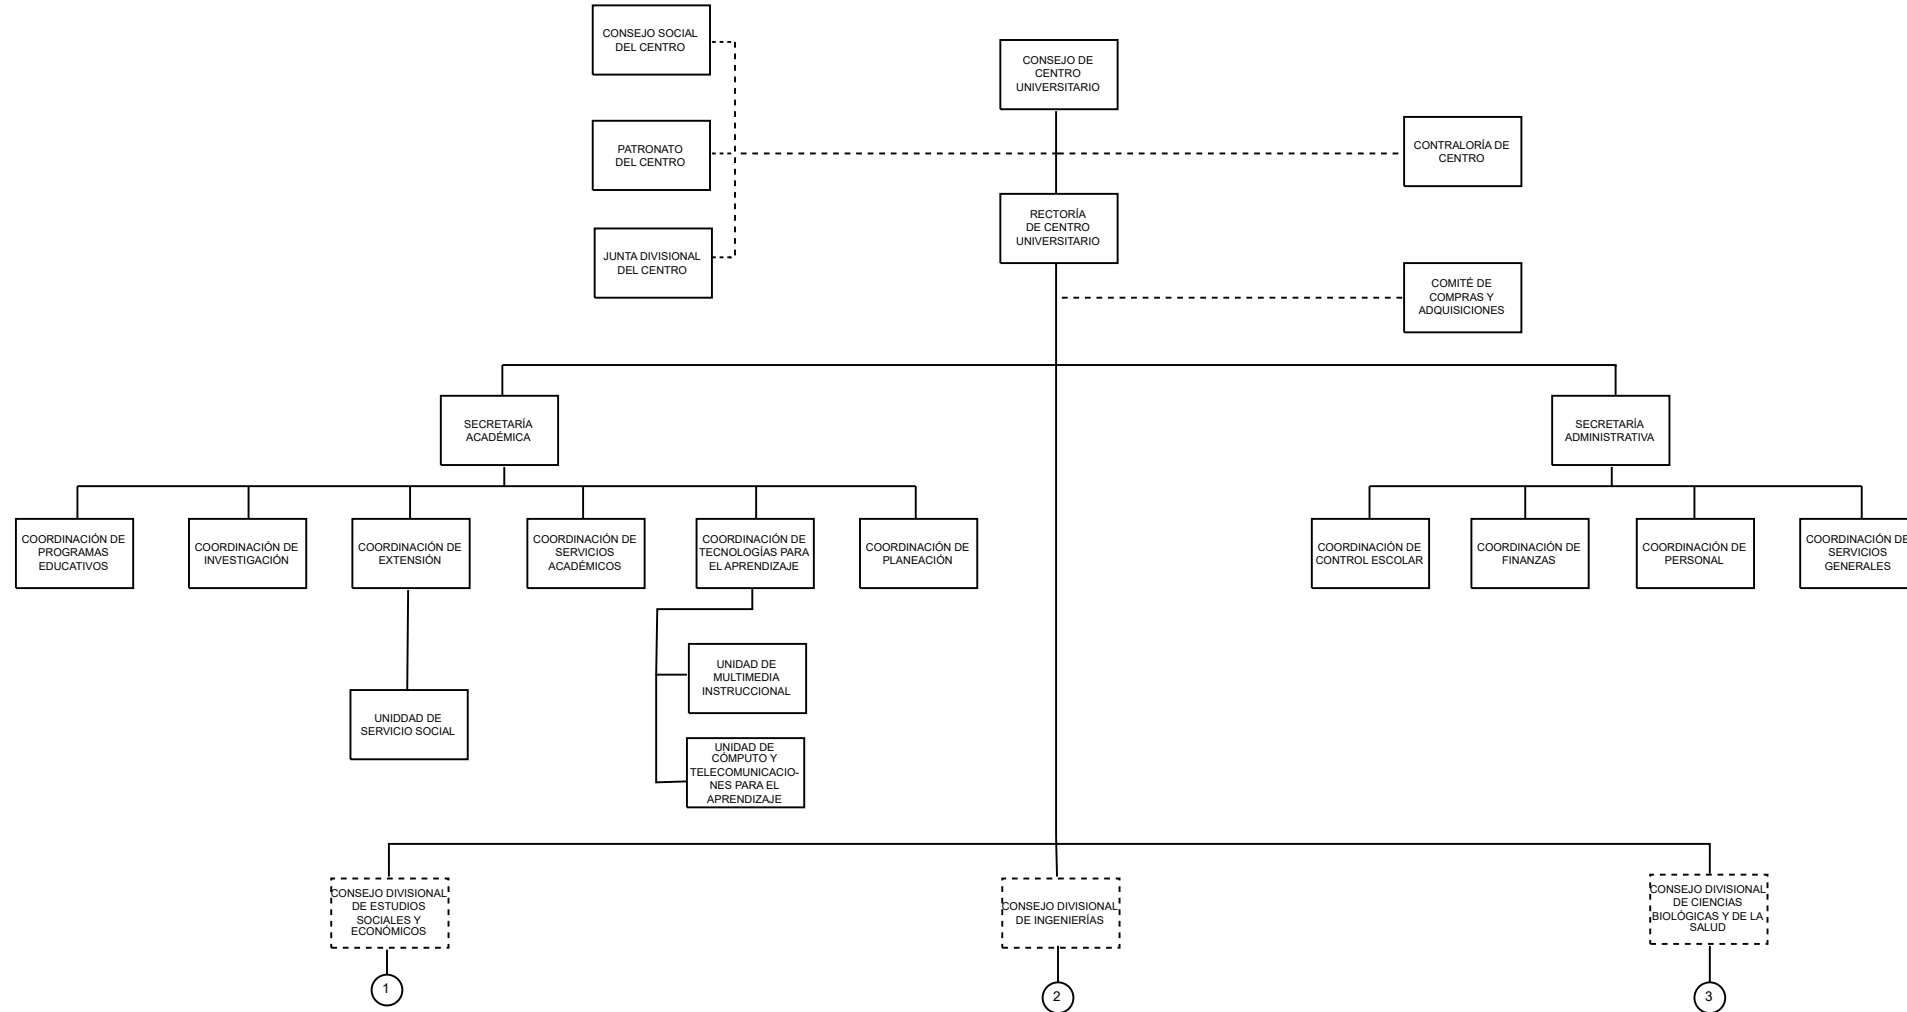 CONSEJO SOCIAL
DEL CENTRO
CONSEJO DE
CENTRO
UNIVERSITARIO
PATRONATO
DEL CENTRO
CONTRALORÍA DE
CENTRO
RECTORÍA
DE CENTRO
UNIVERSITARIO
JUNTA DIVISIONAL
DEL CENTRO
COMITÉ DE
COMPRAS Y
ADQUISICIONES
SECRETARÍA
ACADÉMICA
SECRETARÍA
ADMINISTRATIVA
COORDINACIÓN DE
PROGRAMAS
EDUCATIVOS
COORDINACIÓN DE
INVESTIGACIÓN
COORDINACIÓN DE
EXTENSIÓN
COORDINACIÓN DE
SERVICIOS
ACADÉMICOS
COORDINACIÓN DE
TECNOLOGÍAS PARA
EL APRENDIZAJE
COORDINACIÓN DE
PLANEACIÓN
COORDINACIÓN DE
CONTROL ESCOLAR
COORDINACIÓN DE
FINANZAS
COORDINACIÓN DE
PERSONAL
COORDINACIÓN DE
SERVICIOS
GENERALES
UNIDAD DE
MULTIMEDIA
INSTRUCCIONAL
UNIDDAD DE
SERVICIO SOCIAL
UNIDAD DE
CÓMPUTO Y
TELECOMUNICACIO-
NES PARA EL
APRENDIZAJE
CONSEJO DIVISIONAL
DE ESTUDIOS
SOCIALES Y
ECONÓMICOS
CONSEJO DIVISIONAL
DE INGENIERÍAS
CONSEJO DIVISIONAL
DE CIENCIAS
BIOLÓGICAS Y DE LA
SALUD
1
2
3